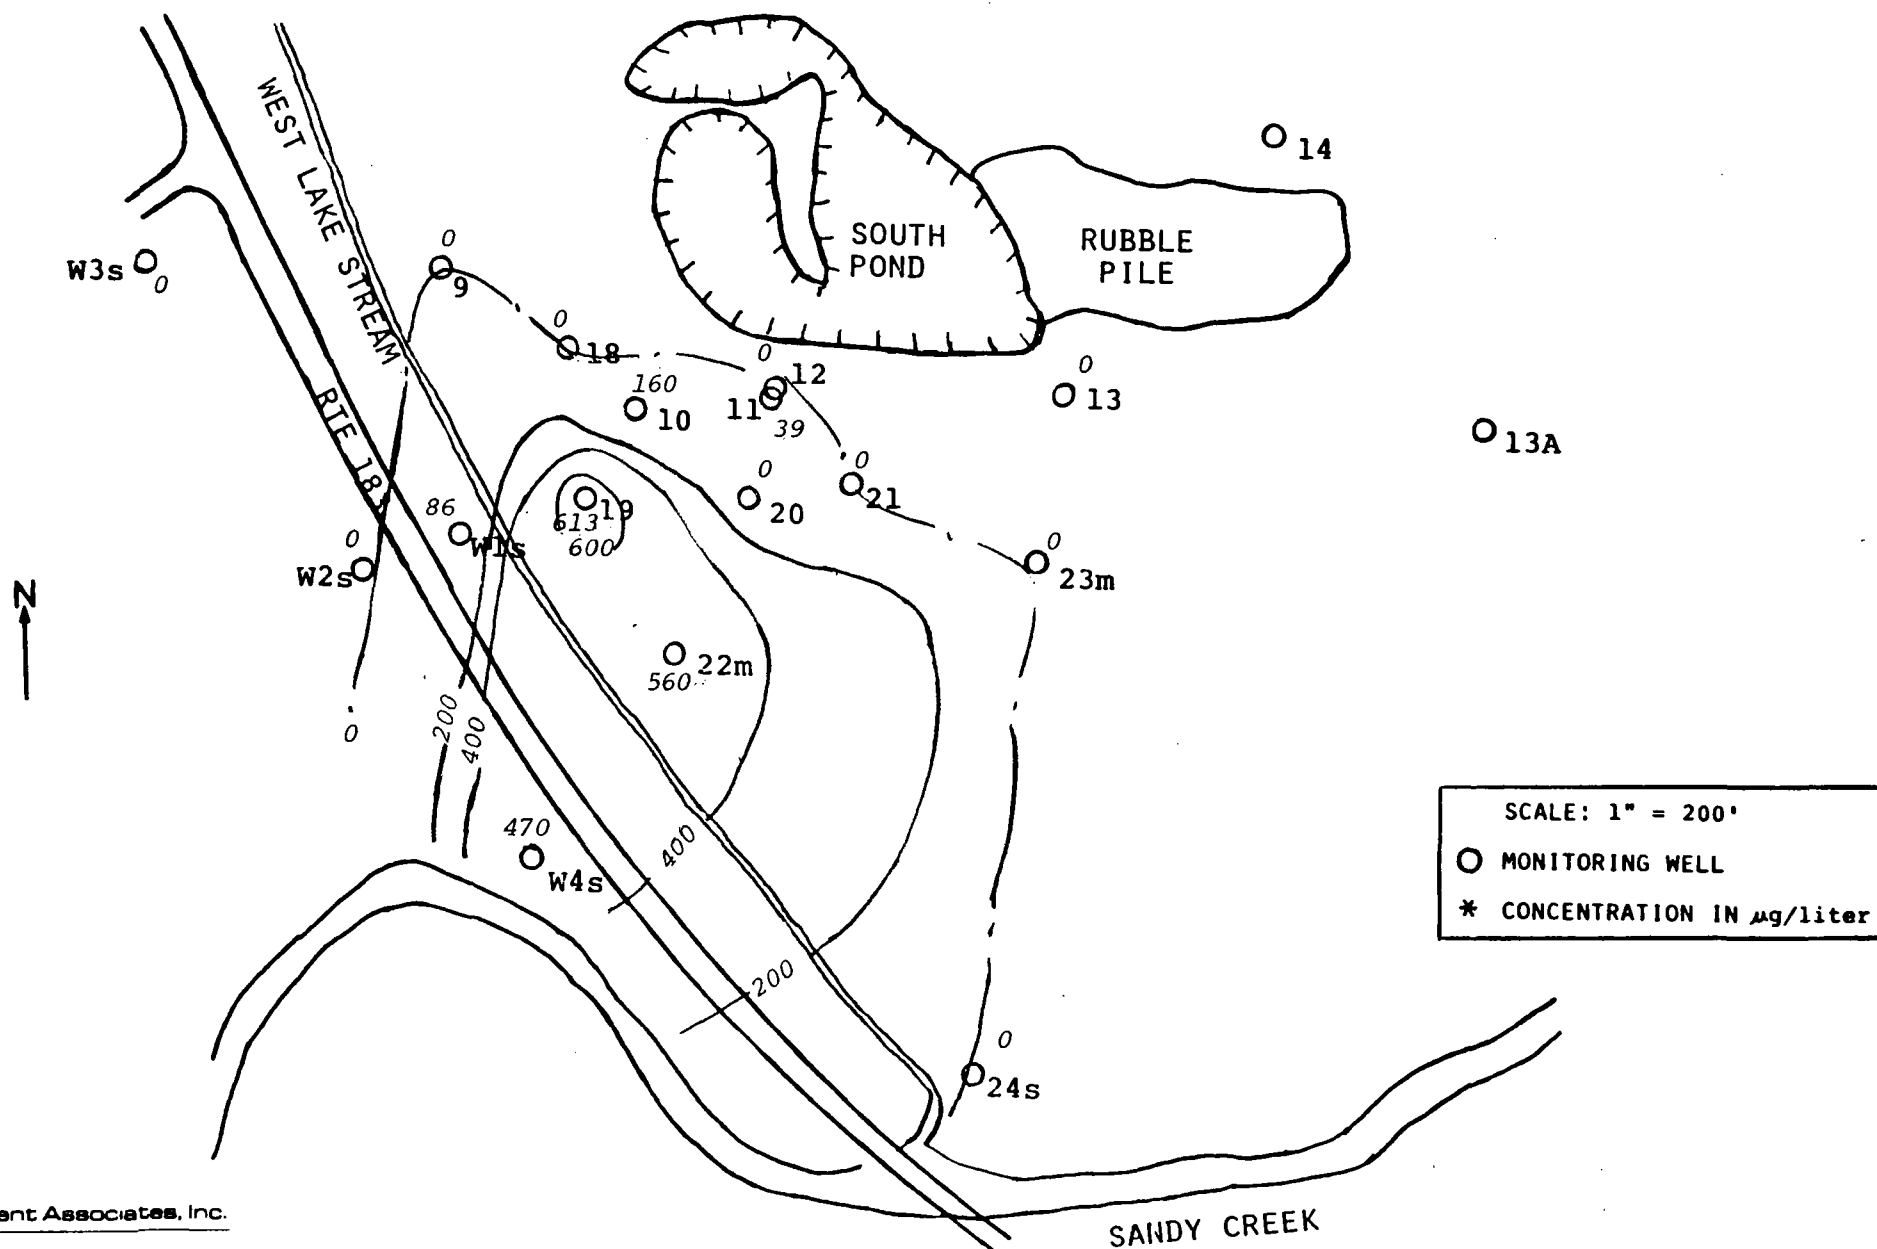 14
WEST LAKE STREAM
SOUTH
POND
RUBBLE
PILE
W3s
0
0
9
0
18
0
12
11
39
160
10
0
13
13A
RTE 18
0
20
0
21
613
19
600
86
W1s
0
W2s
0
23m
N
22m
560
0
200
400
470
W4s
400
200
0
24s
SCALE: 1" = 200'
MONITORING WELL
* CONCENTRATION IN µg/liter
Associates, Inc.
SANDY CREEK